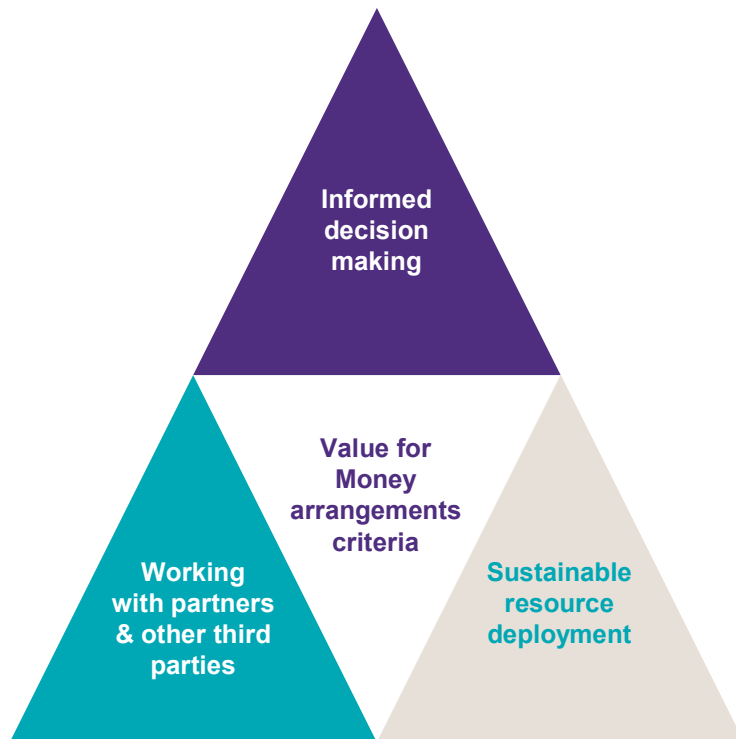 Informed
decision
making
Value for
Money
arrangements
criteria
Working
with partners
& other third
parties
Sustainable
resource
deployment